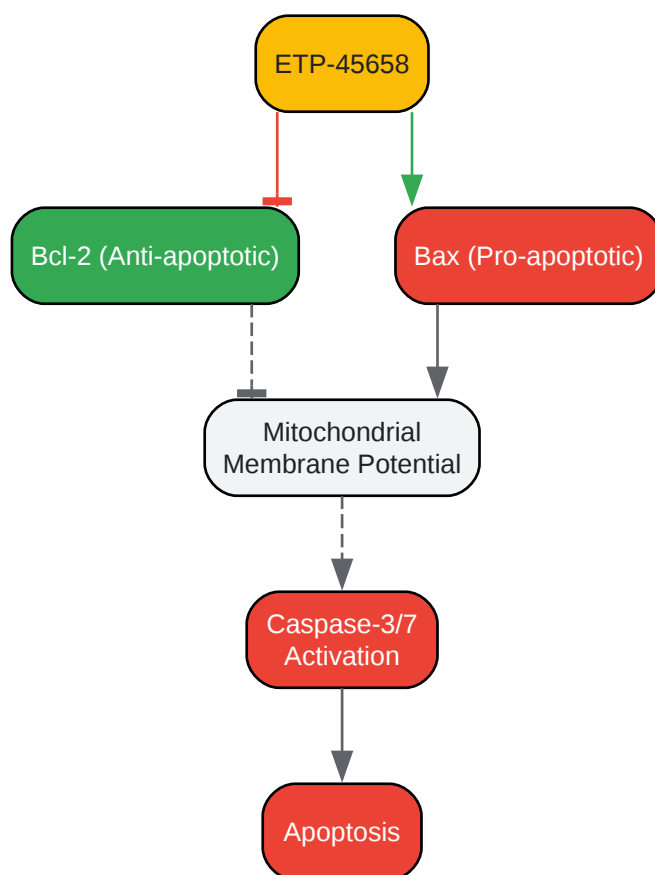 ETP-45658
Bcl-2 (Anti-apoptotic)
Bax (Pro-apoptotic)
Mitochondrial
Membrane Potential
Caspase-3/7
Activation
Apoptosis